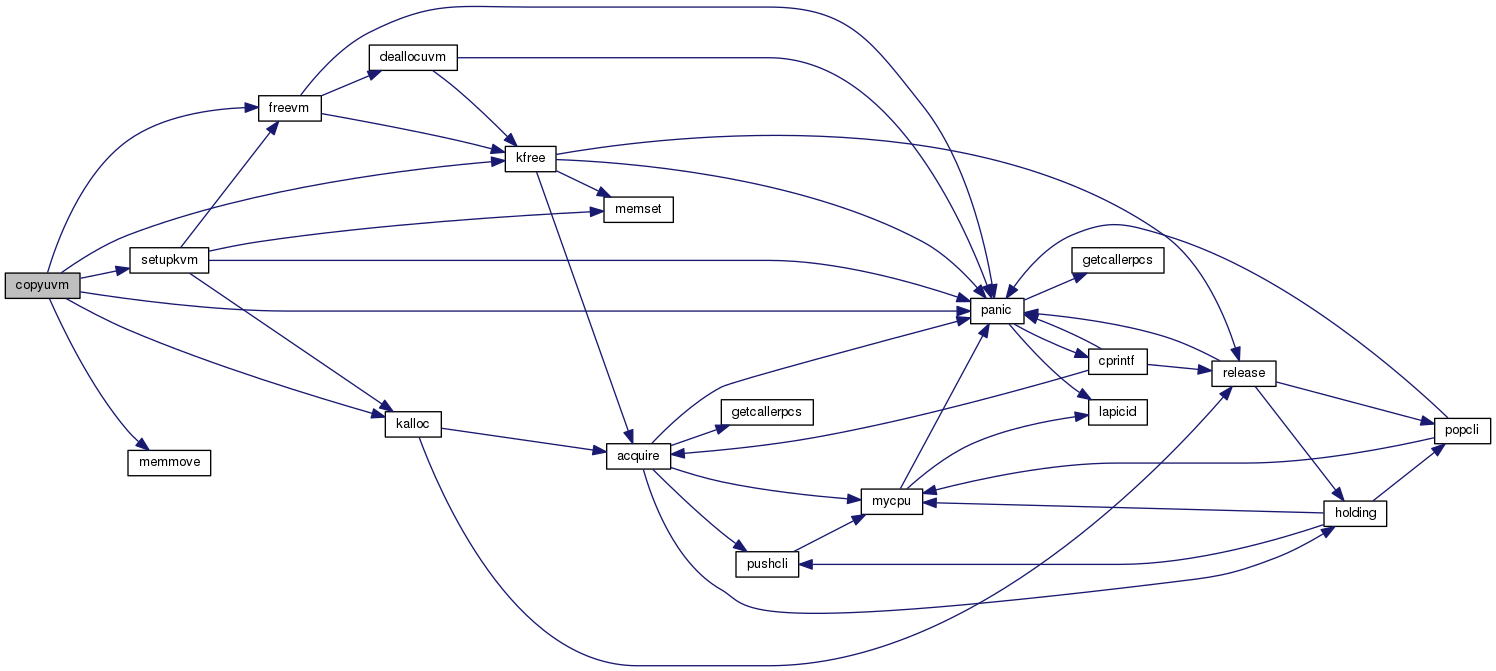 deallocuvm
freevm
kfree
memset
setupkvm
getcallerpcs
copyuvm
panic
cprintf
release
lapicid
getcallerpcs
kalloc
popcli
acquire
memmove
mycpu
holding
pushcli